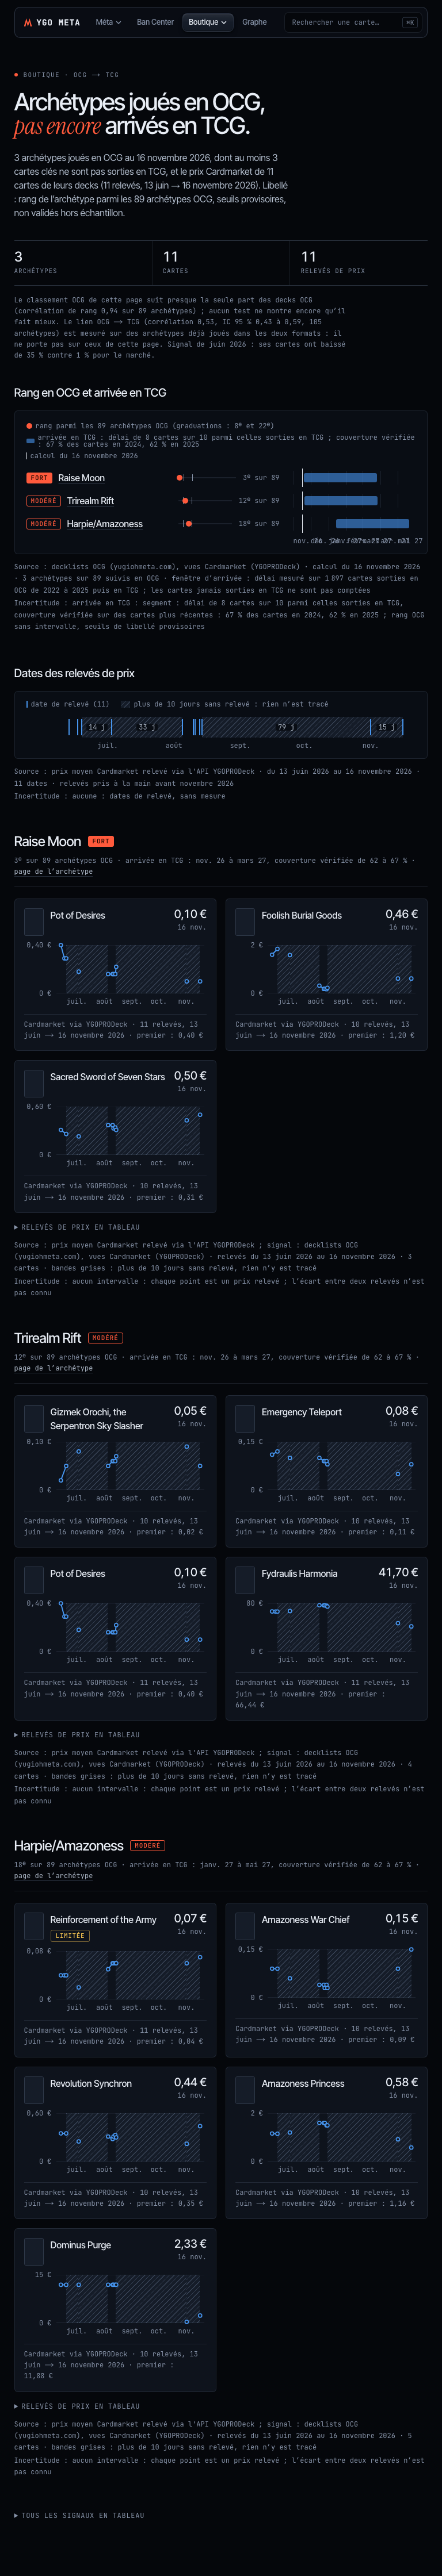 YGO META Méta Ban Center Boutique Graphe Rechercher une carte… ⌘K
BOUTIQUE · OCG ⟶ TCG
Archétypes joués en OCG,
pas encore arrivés en TCG.
3 archétypes joués en OCG au 16 novembre 2026, dont au moins 3
cartes clés ne sont pas sorties en TCG, et le prix Cardmarket de 11
cartes de leurs decks (11 relevés, 13 juin → 16 novembre 2026). Libellé
: rang de l'archétype parmi les 89 archétypes OCG, seuils provisoires,
non validés hors échantillon.
3
ARCHÉTYPES
11
CARTES
11
RELEVÉS DE PRIX
Le classement OCG de cette page suit presque la seule part des decks OCG
(corrélation de rang 0,94 sur 89 archétypes) ; aucun test ne montre encore qu'il
fait mieux. Le lien OCG ⟶ TCG (corrélation 0,53, IC 95 % 0,43 à 0,59, 105
archétypes) est mesuré sur des archétypes déjà joués dans les deux formats : il
ne porte pas sur ceux de cette page. Signal de juin 2026 : ses cartes ont baissé
de 35 % contre 1 % pour le marché.
Rang en OCG et arrivée en TCG
rang parmi les 89 archétypes OCG (graduations : 8ᵉ et 22ᵉ)
arrivée en TCG : délai de 8 cartes sur 10 parmi celles sorties en TCG ; couverture vérifiée
: 67 % des cartes en 2024, 62 % en 2025
calcul du 16 novembre 2026
FORT Raise Moon 3ᵉ sur 89
MODÉRÉ Trirealm Rift 12ᵉ sur 89
MODÉRÉ Harpie/Amazoness 18ᵉ sur 89
Source : decklists OCG (yugiohmeta.com), vues Cardmarket (YGOPRODeck) · calcul du 16 novembre 2026
· 3 archétypes sur 89 suivis en OCG · fenêtre d'arrivée : délai mesuré sur 1 897 cartes sorties en
OCG de 2022 à 2025 puis en TCG ; les cartes jamais sorties en TCG ne sont pas comptées
Incertitude : arrivée en TCG : segment : délai de 8 cartes sur 10 parmi celles sorties en TCG,
couverture vérifiée sur des cartes plus récentes : 67 % des cartes en 2024, 62 % en 2025 ; rang OCG
sans intervalle, seuils de libellé provisoires
Dates des relevés de prix
date de relevé (11) plus de 10 jours sans relevé : rien n'est tracé
14 j 33 j 79 j 15 j
juil. août sept. oct. nov.
Source : prix moyen Cardmarket relevé via l'API YGOPRODeck · du 13 juin 2026 au 16 novembre 2026 ·
11 dates · relevés pris à la main avant novembre 2026
Incertitude : aucune : dates de relevé, sans mesure
Raise Moon FORT
3ᵉ sur 89 archétypes OCG · arrivée en TCG : nov. 26 à mars 27, couverture vérifiée de 62 à 67 % ·
page de l'archétype
Pot of Desires 0,10 €
16 nov.
0,40 €
0 €
juil. août sept. oct. nov.
Cardmarket via YGOPRODeck · 11 relevés, 13
juin ⟶ 16 novembre 2026 · premier : 0,40 €
Foolish Burial Goods 0,46 €
16 nov.
2 €
0 €
juil. août sept. oct. nov.
Cardmarket via YGOPRODeck · 10 relevés, 13
juin ⟶ 16 novembre 2026 · premier : 1,20 €
Sacred Sword of Seven Stars 0,50 €
16 nov.
0,60 €
0 €
juil. août sept. oct. nov.
Cardmarket via YGOPRODeck · 10 relevés, 13
juin ⟶ 16 novembre 2026 · premier : 0,31 €
▶ RELEVÉS DE PRIX EN TABLEAU
Source : prix moyen Cardmarket relevé via l'API YGOPRODeck ; signal : decklists OCG
(yugiohmeta.com), vues Cardmarket (YGOPRODeck) · relevés du 13 juin 2026 au 16 novembre 2026 · 3
cartes · bandes grises : plus de 10 jours sans relevé, rien n'y est tracé
Incertitude : aucun intervalle : chaque point est un prix relevé ; l'écart entre deux relevés n'est
pas connu
Trirealm Rift MODÉRÉ
12ᵉ sur 89 archétypes OCG · arrivée en TCG : nov. 26 à mars 27, couverture vérifiée de 62 à 67 % ·
page de l'archétype
Gizmek Orochi, the
Serpentron Sky Slasher 0,05 €
16 nov.
0,10 €
0 €
juil. août sept. oct. nov.
Cardmarket via YGOPRODeck · 10 relevés, 13
juin ⟶ 16 novembre 2026 · premier : 0,02 €
Emergency Teleport 0,08 €
16 nov.
0,15 €
0 €
juil. août sept. oct. nov.
Cardmarket via YGOPRODeck · 10 relevés, 13
juin ⟶ 16 novembre 2026 · premier : 0,11 €
Pot of Desires 0,10 €
16 nov.
0,40 €
0 €
juil. août sept. oct. nov.
Cardmarket via YGOPRODeck · 11 relevés, 13
juin ⟶ 16 novembre 2026 · premier : 0,40 €
Fydraulis Harmonia 41,70 €
16 nov.
80 €
0 €
juil. août sept. oct. nov.
Cardmarket via YGOPRODeck · 11 relevés, 13
juin ⟶ 16 novembre 2026 · premier :
66,44 €
▶ RELEVÉS DE PRIX EN TABLEAU
Source : prix moyen Cardmarket relevé via l'API YGOPRODeck ; signal : decklists OCG
(yugiohmeta.com), vues Cardmarket (YGOPRODeck) · relevés du 13 juin 2026 au 16 novembre 2026 · 4
cartes · bandes grises : plus de 10 jours sans relevé, rien n'y est tracé
Incertitude : aucun intervalle : chaque point est un prix relevé ; l'écart entre deux relevés n'est
pas connu
Harpie/Amazoness MODÉRÉ
18ᵉ sur 89 archétypes OCG · arrivée en TCG : janv. 27 à mai 27, couverture vérifiée de 62 à 67 % ·
page de l'archétype
Reinforcement of the Army 0,07 €
LIMITÉE 16 nov.
0,08 €
0 €
juil. août sept. oct. nov.
Cardmarket via YGOPRODeck · 11 relevés, 13
juin ⟶ 16 novembre 2026 · premier : 0,04 €
Amazoness War Chief 0,15 €
16 nov.
0,15 €
0 €
juil. août sept. oct. nov.
Cardmarket via YGOPRODeck · 10 relevés, 13
juin ⟶ 16 novembre 2026 · premier : 0,09 €
Revolution Synchron 0,44 €
16 nov.
0,60 €
0 €
juil. août sept. oct. nov.
Cardmarket via YGOPRODeck · 10 relevés, 13
juin ⟶ 16 novembre 2026 · premier : 0,35 €
Amazoness Princess 0,58 €
16 nov.
2 €
0 €
juil. août sept. oct. nov.
Cardmarket via YGOPRODeck · 10 relevés, 13
juin ⟶ 16 novembre 2026 · premier : 1,16 €
Dominus Purge 2,33 €
16 nov.
15 €
0 €
juil. août sept. oct. nov.
Cardmarket via YGOPRODeck · 10 relevés, 13
juin ⟶ 16 novembre 2026 · premier :
11,88 €
▶ RELEVÉS DE PRIX EN TABLEAU
Source : prix moyen Cardmarket relevé via l'API YGOPRODeck ; signal : decklists OCG
(yugiohmeta.com), vues Cardmarket (YGOPRODeck) · relevés du 13 juin 2026 au 16 novembre 2026 · 5
cartes · bandes grises : plus de 10 jours sans relevé, rien n'y est tracé
Incertitude : aucun intervalle : chaque point est un prix relevé ; l'écart entre deux relevés n'est
pas connu
▶ TOUS LES SIGNAUX EN TABLEAU